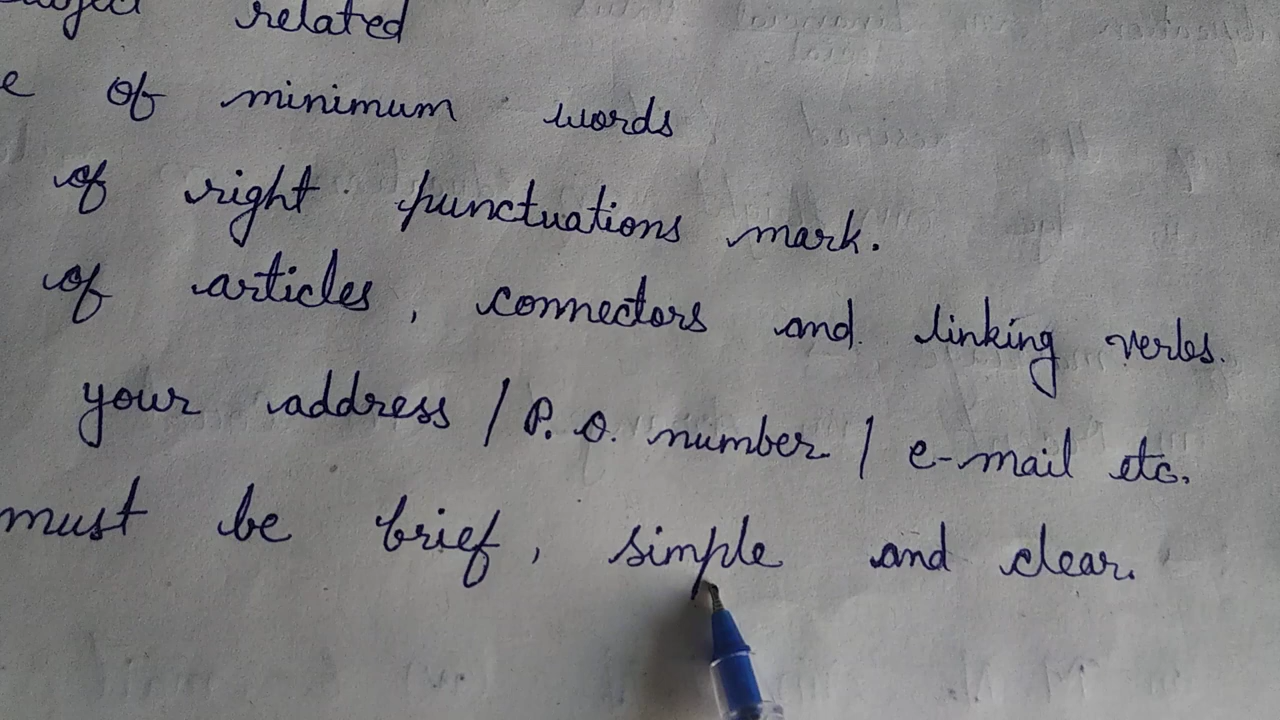 related
of minimum words
of right punctuations mark.
of articles, connectors and linking verbs.
your address / P.O. number / e-mail etc.
must be brief, simple and clear.